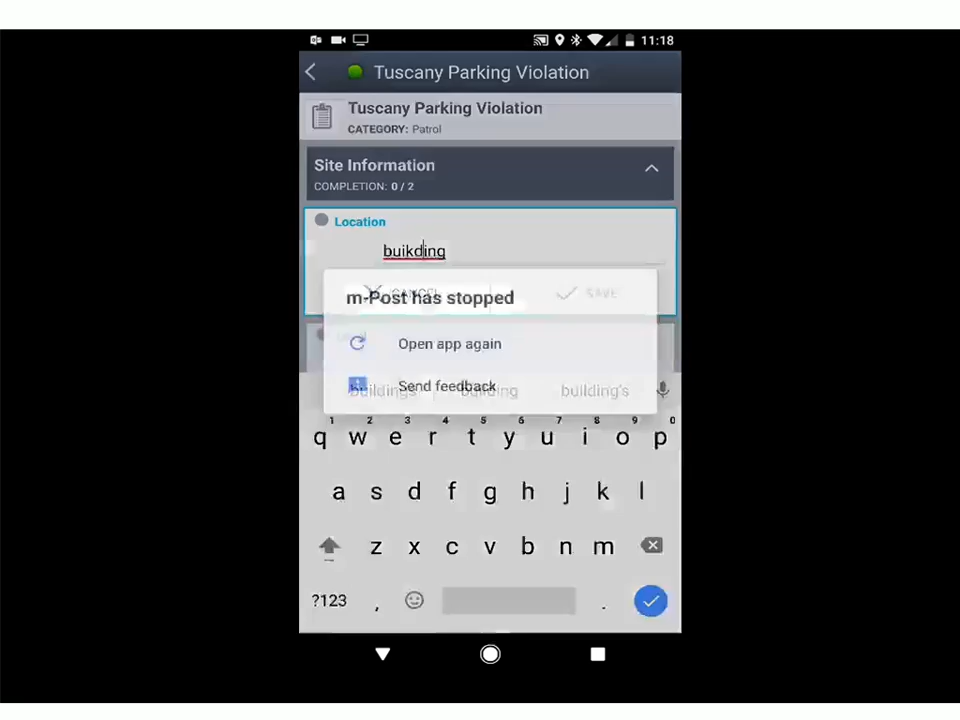 11:18
Tuscany Parking Violation
Tuscany Parking Violation
CATEGORY: Patrol
Site Information
COMPLETION: 0 / 2
Location
buikding
CANCEL
SAVE
m-Post has stopped
Open app again
Send feedback
buildings building building's
1 2 3 4 5 6 7 8 9 0
q w e r t y u i o p
a s d f g h j k l
z x c v b n m
?123 , .